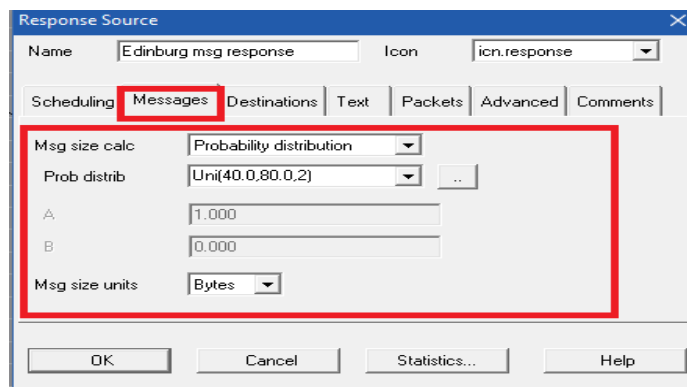 Response Source
Name Edinburg msg response Icon icn.response
Scheduling Messages Destinations Text Packets Advanced Comments
Msg size calc Probability distribution
Prob distrib Uni(40.0,80.0,2) ..
A 1.000
B 0.000
Msg size units Bytes
OK Cancel Statistics... Help